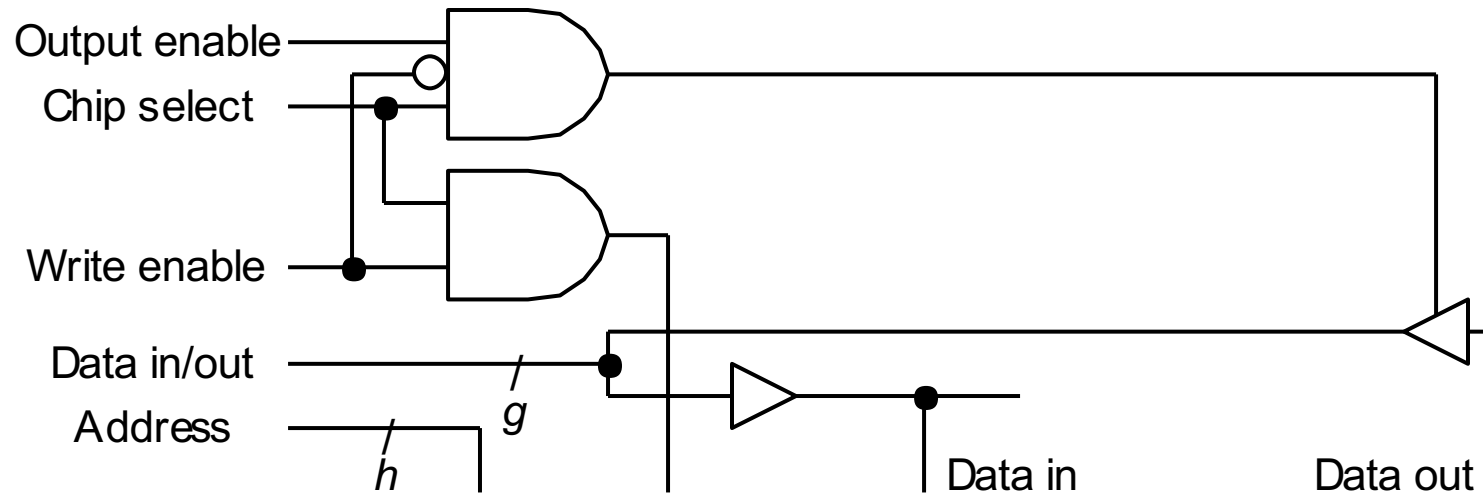 Output enable
Chip select
Write enable
Data in/out
g
Address
h
Data in
Data out